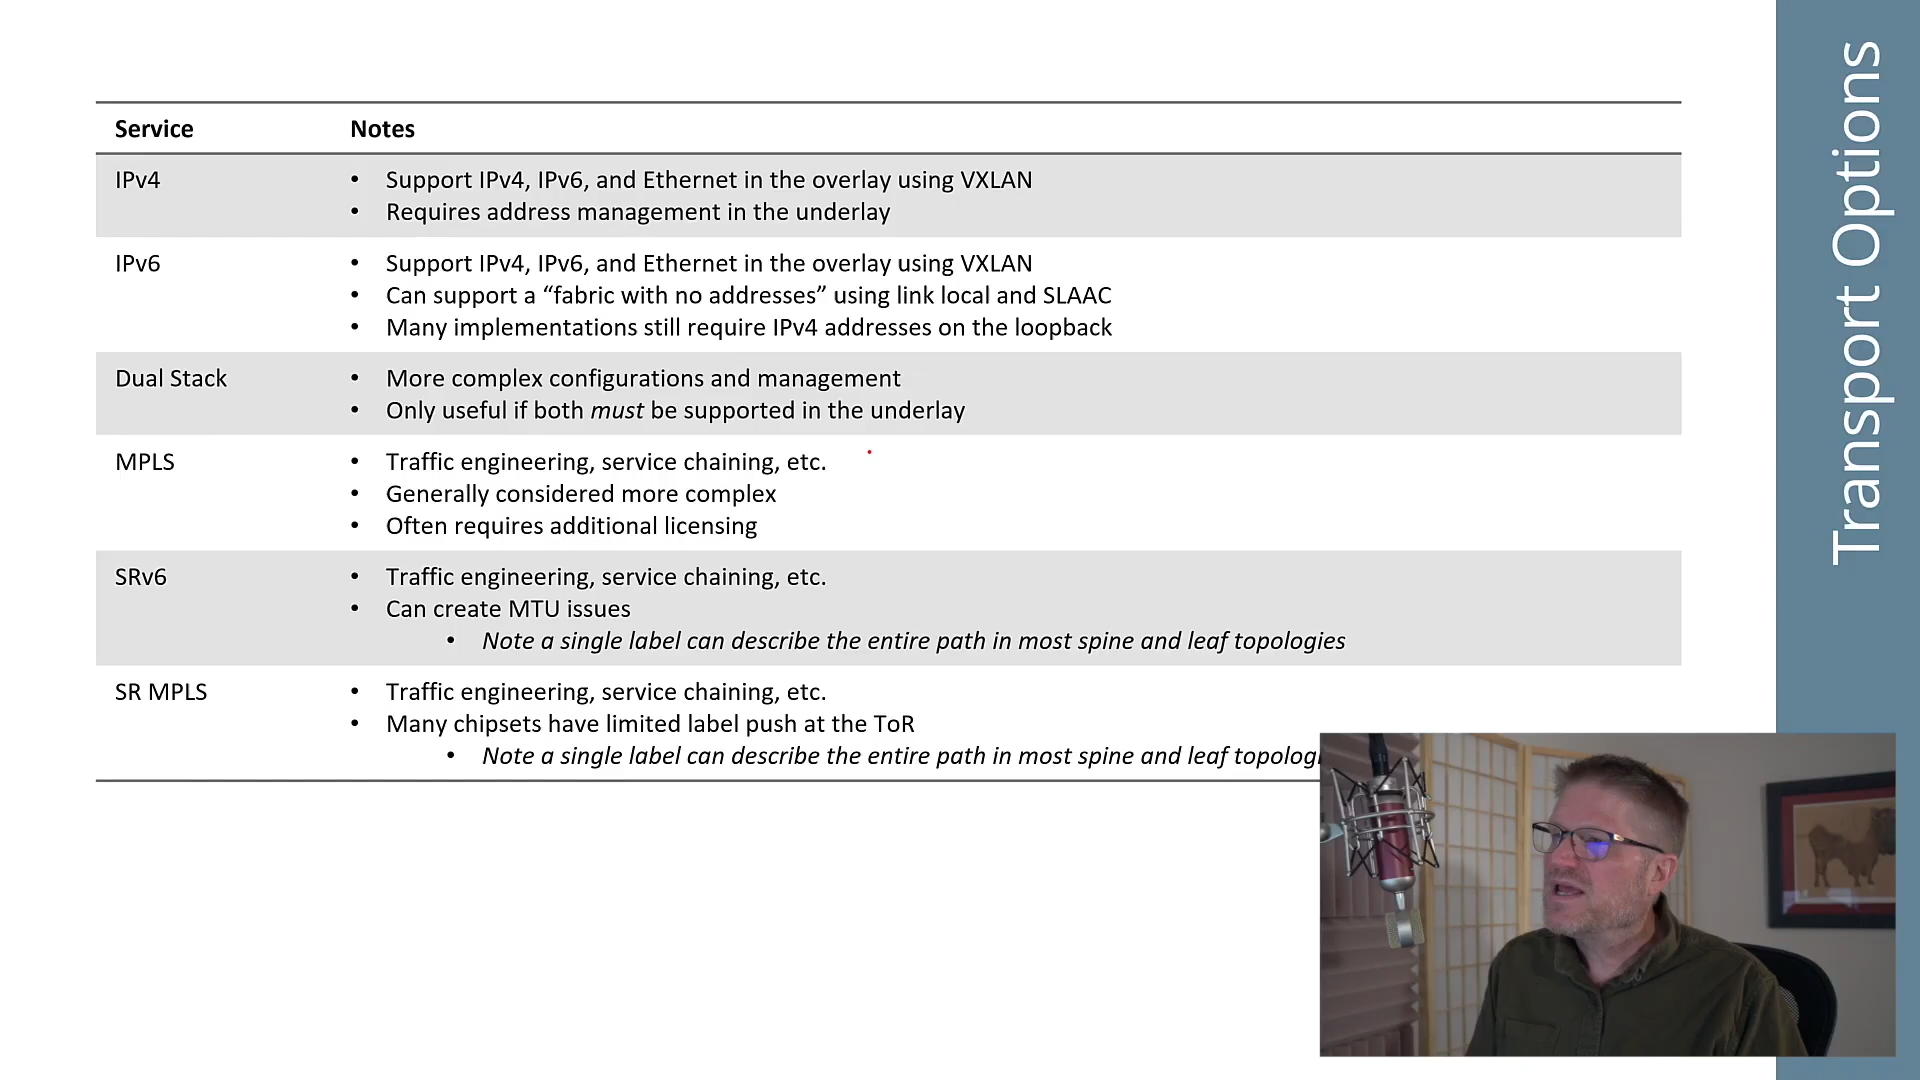 Transport Options
Service Notes
IPv4
• Support IPv4, IPv6, and Ethernet in the overlay using VXLAN
• Requires address management in the underlay
IPv6
• Support IPv4, IPv6, and Ethernet in the overlay using VXLAN
• Can support a “fabric with no addresses” using link local and SLAAC
• Many implementations still require IPv4 addresses on the loopback
Dual Stack
• More complex configurations and management
• Only useful if both must be supported in the underlay
MPLS
• Traffic engineering, service chaining, etc.
• Generally considered more complex
• Often requires additional licensing
SRv6
• Traffic engineering, service chaining, etc.
• Can create MTU issues
• Note a single label can describe the entire path in most spine and leaf topologies
SR MPLS
• Traffic engineering, service chaining, etc.
• Many chipsets have limited label push at the ToR
• Note a single label can describe the entire path in most spine and leaf